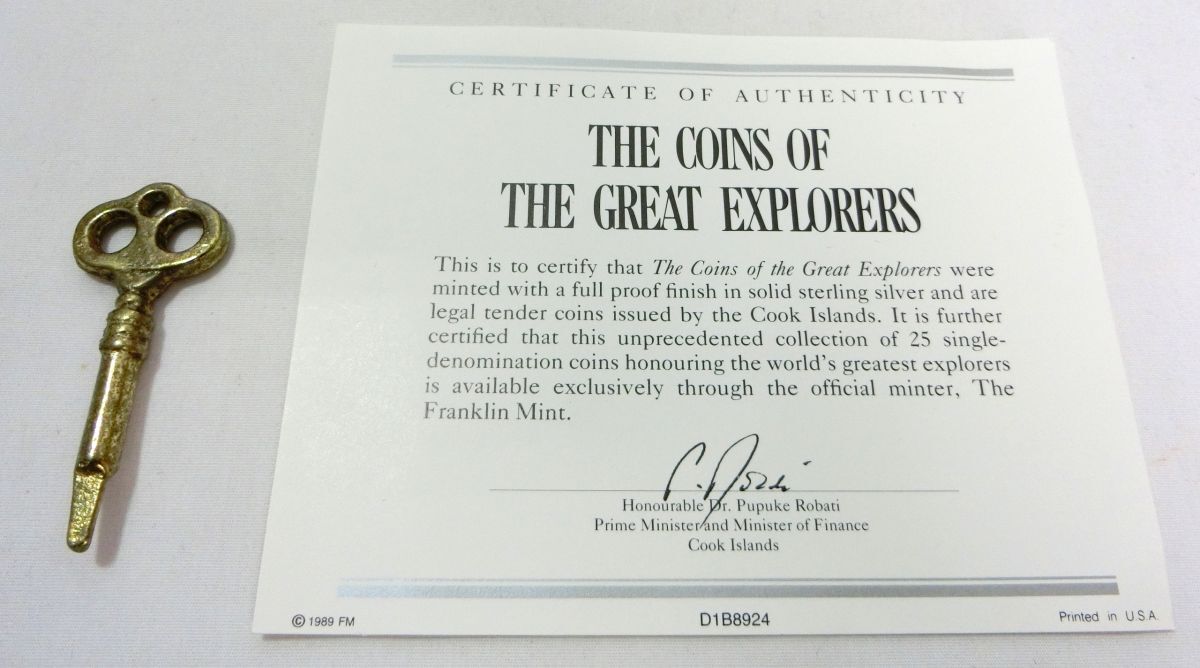 CERTIFICATE OF AUTHENTICITY
THE COINS OF
THE GREAT EXPLORERS
This is to certify that The Coins of the Great Explorers were
minted with a full proof finish in solid sterling silver and are
legal tender coins issued by the Cook Islands. It is further
certified that this unprecedented collection of 25 single-
denomination coins honouring the world's greatest explorers
is available exclusively through the official minter, The
Franklin Mint.
Honourable Dr. Pupuke Robati
Prime Minister and Minister of Finance
Cook Islands
© 1989 FM
D1B8924
Printed in U.S.A.